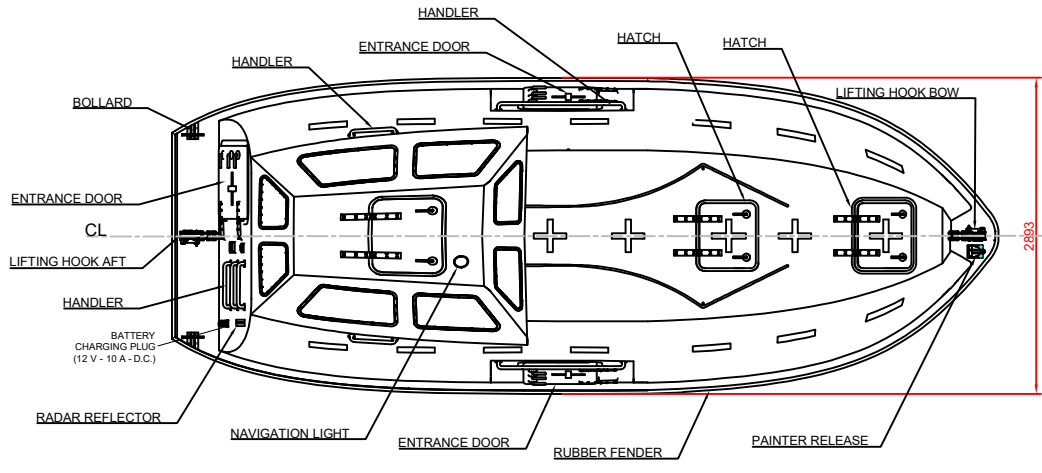 HANDLER
ENTRANCE DOOR
HATCH
HATCH
HANDLER
LIFTING HOOK BOW
BOLLARD
ENTRANCE DOOR
CL
2893
LIFTING HOOK AFT
HANDLER
BATTERY
CHARGING PLUG
(12 V - 10 A - D.C.)
RADAR REFLECTOR
NAVIGATION LIGHT
ENTRANCE DOOR
RUBBER FENDER
PAINTER RELEASE